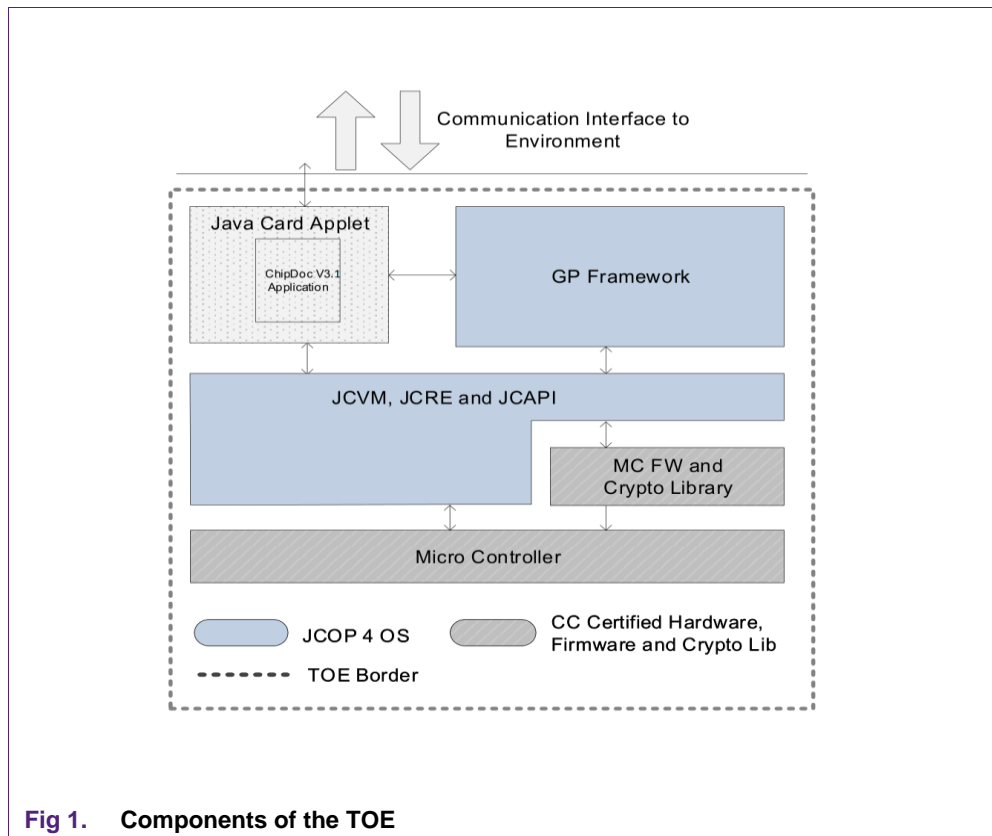 Communication Interface to
Environment
Java Card Applet
ChipDoc V3.1
Application
GP Framework
JCVM, JCRE and JCAPI
MC FW and
Crypto Library
Micro Controller
JCOP 4 OS
CC Certified Hardware,
Firmware and Crypto Lib
TOE Border
Fig 1. Components of the TOE